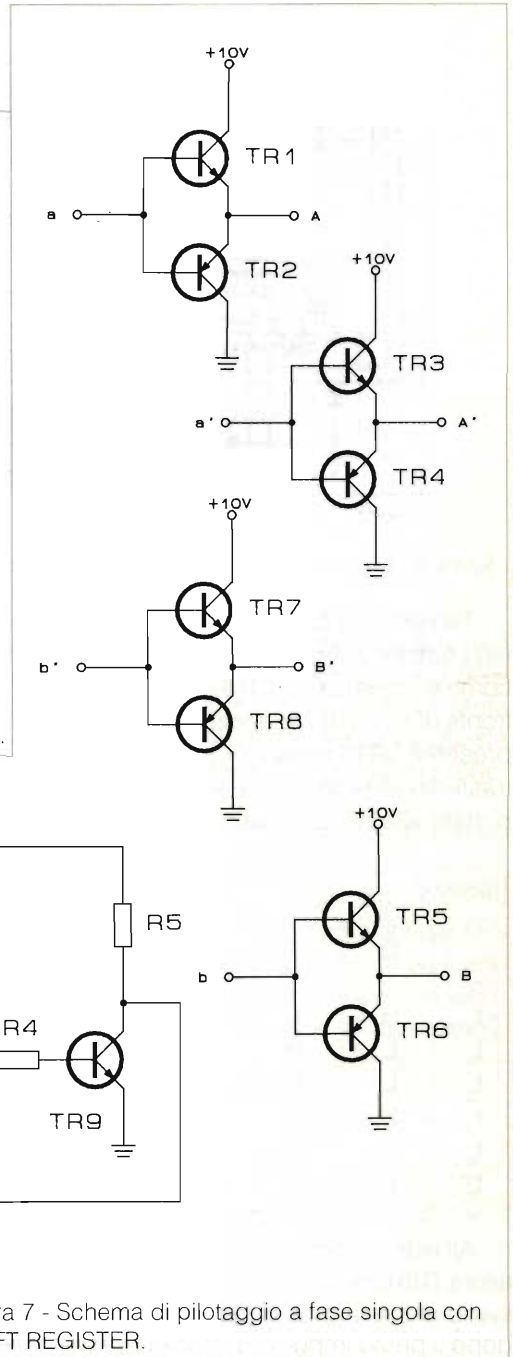 +10V
TR1
a
A
TR2
+10V
TR3
a'
A'
TR4
+10V
TR7
b'
B'
TR8
+10V
R5
TR5
b
B
R4
TR6
TR9
ra 7 - Schema di pilotaggio a fase singola con
FT REGISTER.